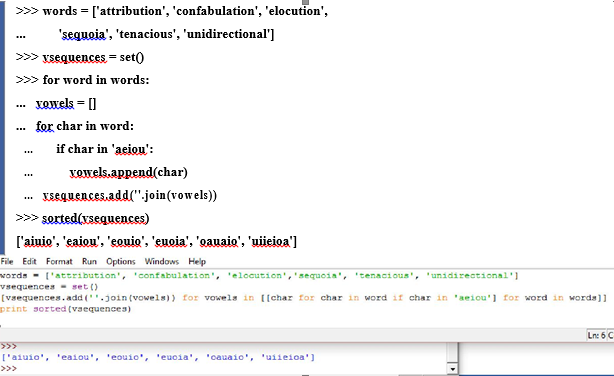 >>> words = ['attribution', 'confabulation', 'elocution',
... 'sequoia', 'tenacious', 'unidirectional']
>>> vsequences = set()
>>> for word in words:
... vowels = []
... for char in word:
... if char in 'aeiou':
... vowels.append(char)
... vsequences.add(''.join(vowels))
>>> sorted(vsequences)
['aiuio', 'eaiou', 'eouio', 'euoia', 'oauaio', 'uiieioa']
File Edit Format Run Options Windows Help
words = ['attribution', 'confabulation', 'elocution','sequoia', 'tenacious', 'unidirectional']
vsequences = set()
[vsequences.add(''.join(vowels)) for vowels in [[char for char in word if char in 'aeiou'] for word in words]]
print sorted(vsequences)
Ln: 6 C
>>>
['aiuio', 'eaiou', 'eouio', 'euoia', 'oauaio', 'uiieioa']
>>>